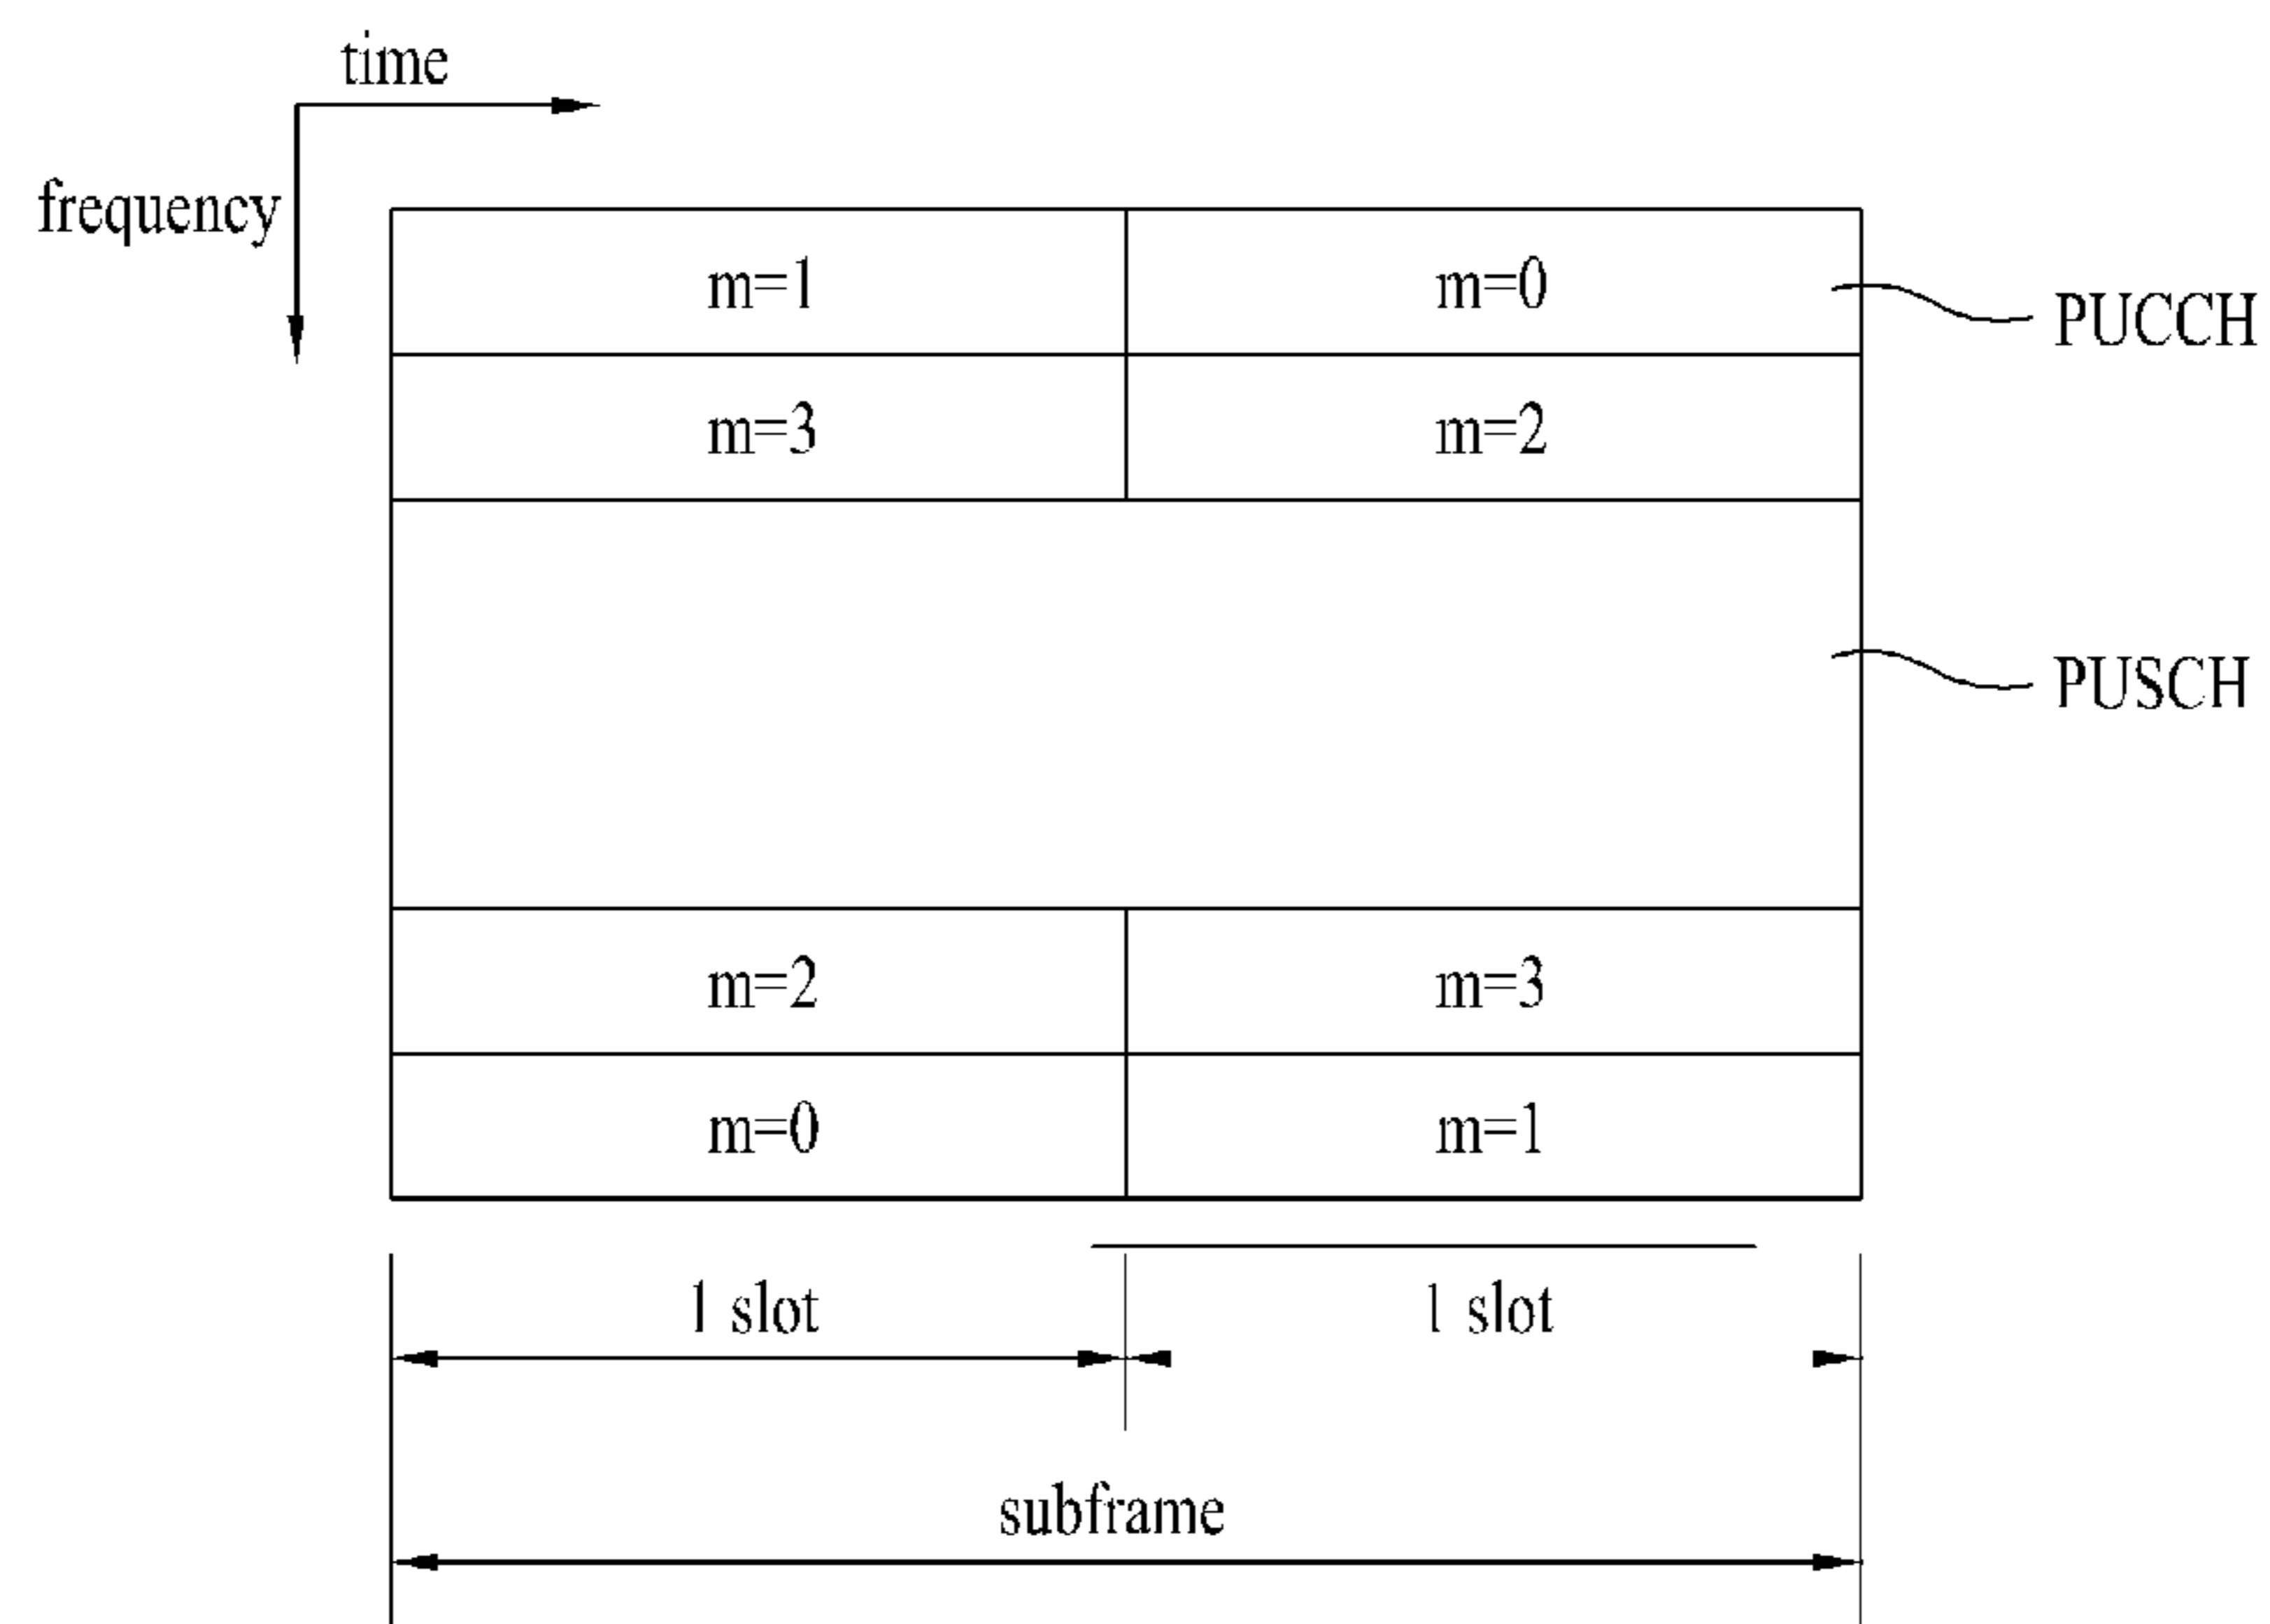 time
frequency
m=1
m=0
PUCCH
m=3
m=2
PUSCH
m=2
m=3
m=0
m=1
1 slot
1 slot
subframe